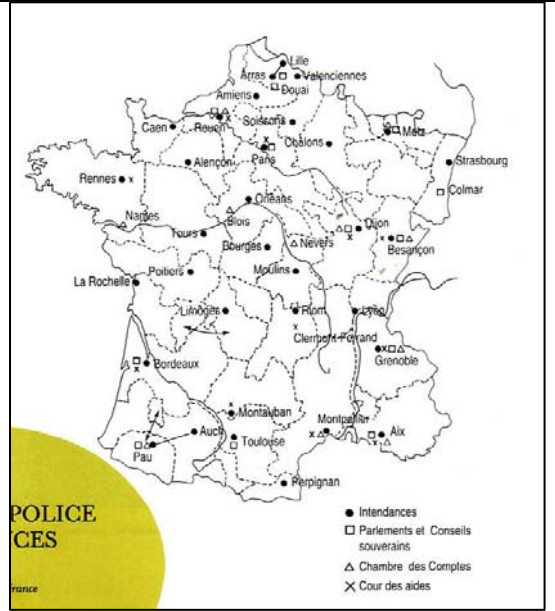 Lille
Arras
Valenciennes
Douai
Amiens
Rouen
Soissons
Caen
Metz
Chalons
Paris
Alençon
Strasbourg
Rennes
Colmar
Orléans
Nantes
Blois
Dijon
Tours
Bourges
Nevers
Besançon
Poitiers
Moulins
La Rochelle
Limoges
Riom
Lyon
Clermont-Ferrand
Grenoble
Bordeaux
Montauban
Montpellier
Auch
Aix
Toulouse
Pau
Perpignan
POLICE
CES
France
Intendances
Parlements et Conseils
souverains
Chambre des Comptes
Cour des aides